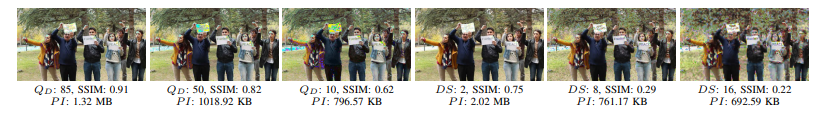 Q_D: 85, SSIM: 0.91
PI: 1.32 MB
Q_D: 50, SSIM: 0.82
PI: 1018.92 KB
Q_D: 10, SSIM: 0.62
PI: 796.57 KB
DS: 2, SSIM: 0.75
PI: 2.02 MB
DS: 8, SSIM: 0.29
PI: 761.17 KB
DS: 16, SSIM: 0.22
PI: 692.59 KB